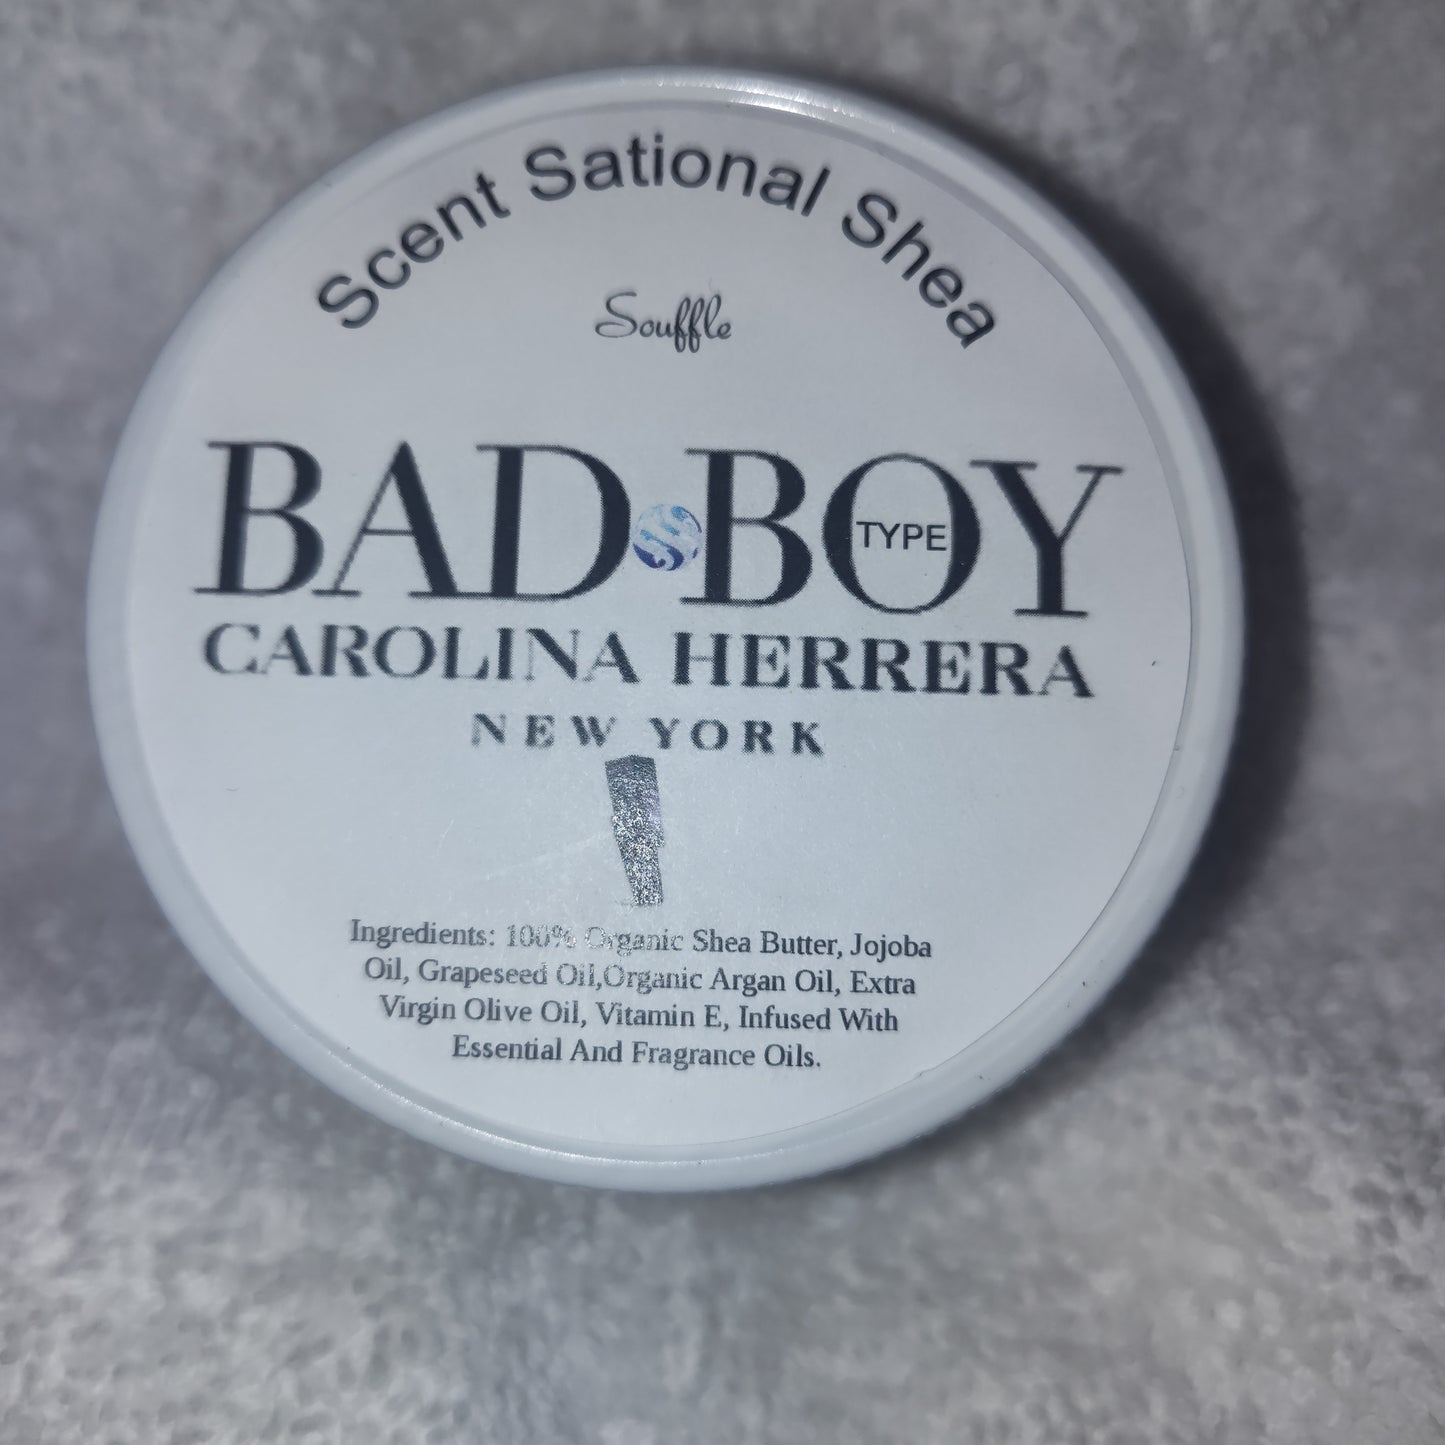 Scent Sational Shea
Souffle
BAD BOY
TYPE
CAROLINA HERRERA
NEW YORK
Ingredients: 100% Organic Shea Butter, Jojoba
Oil, Grapeseed Oil,Organic Argan Oil, Extra
Virgin Olive Oil, Vitamin E, Infused With
Essential And Fragrance Oils.